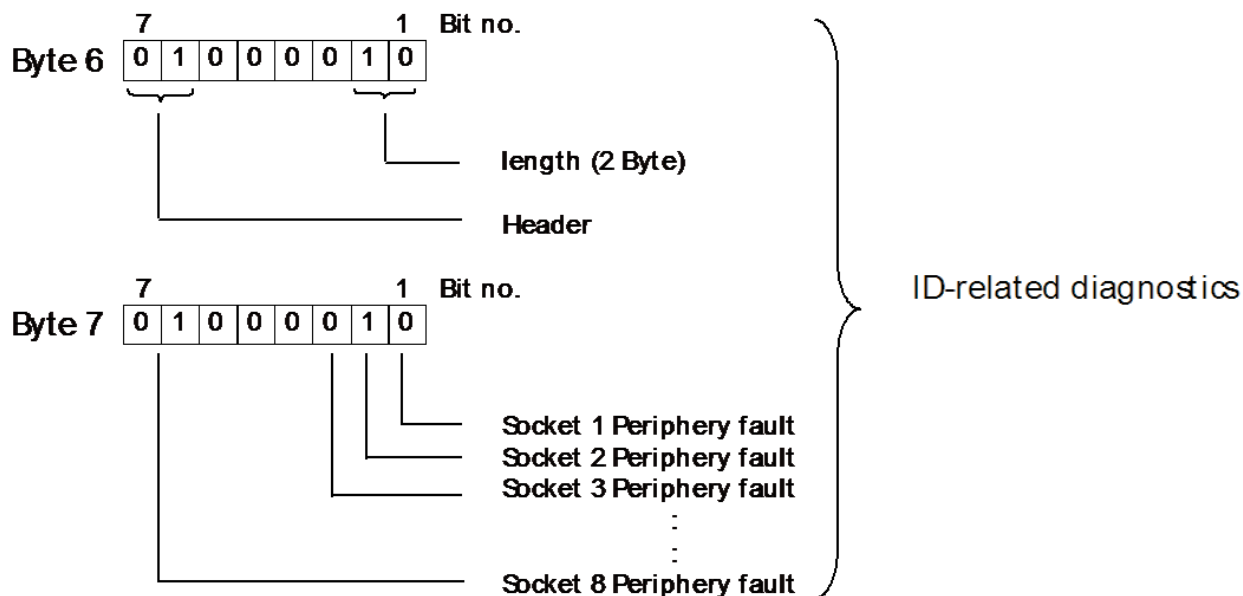 7 1 Bit no.
Byte 6 0 1 0 0 0 0 1 0
length (2 Byte)
Header
7 1 Bit no.
Byte 7 0 1 0 0 0 0 1 0
ID-related diagnostics
Socket 1 Periphery fault
Socket 2 Periphery fault
Socket 3 Periphery fault
Socket 8 Periphery fault